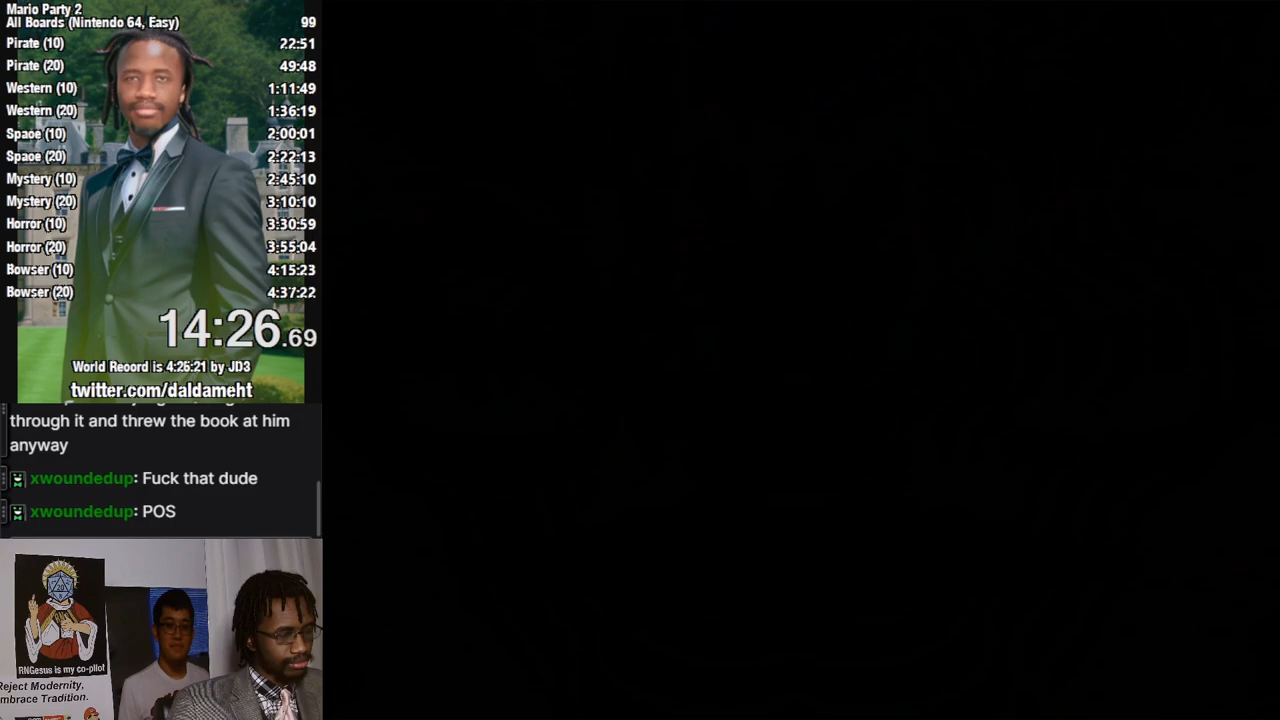 Mario Party 2
All Boards (Nintendo 64, Easy) 99
Pirate (10) 22:51
Pirate (20) 49:48
Western (10) 1:11:49
Western (20) 1:36:19
Space (10) 2:00:01
Space (20) 2:22:13
Mystery (10) 2:45:10
Mystery (20) 3:10:10
Horror (10) 3:30:59
Horror (20) 3:55:04
Bowser (10) 4:15:23
Bowser (20) 4:37:22
14:26.69
World Record is 4:25:21 by JD3
twitter.com/daldameht
through it and threw the book at him
anyway
xwoundedup: Fuck that dude
xwoundedup: POS
RNGesus is my co-pilot
Reject Modernity,
mbrace Tradition.